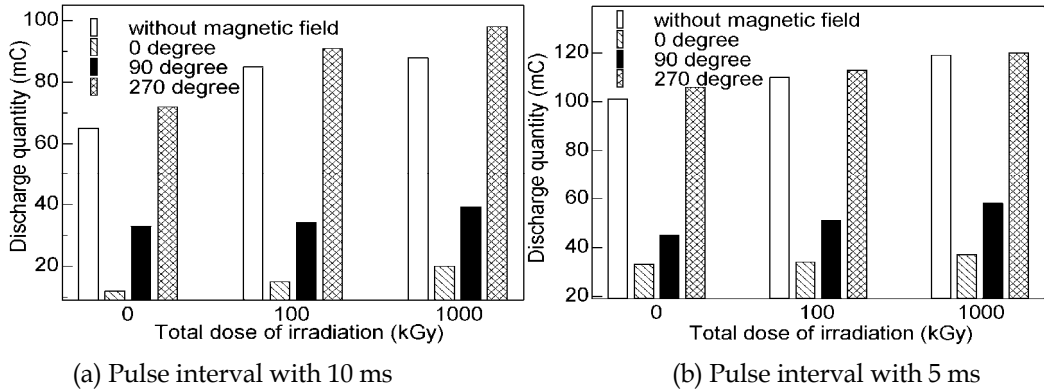 without magnetic field
0 degree
90 degree
270 degree
Discharge quantity (mC)
100
80
60
40
20
0
100
1000
Total dose of irradiation (kGy)
(a) Pulse interval with 10 ms
without magnetic field
0 degree
90 degree
270 degree
Discharge quantity (mC)
120
100
80
60
40
20
0
100
1000
Total dose of irradiation (kGy)
(b) Pulse interval with 5 ms